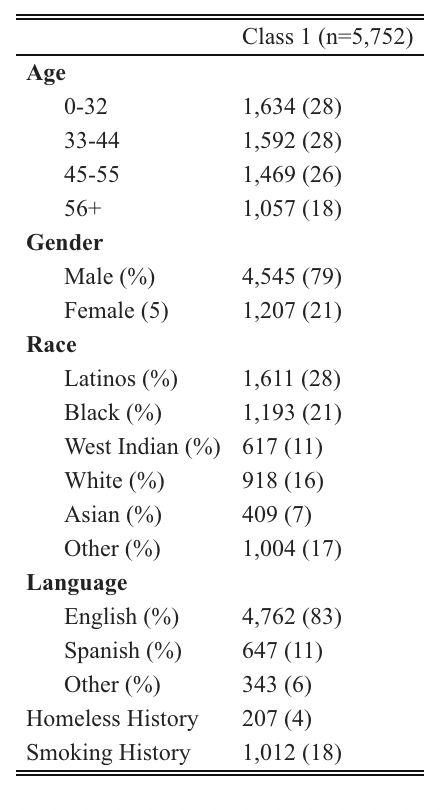 Class 1 (n=5,752)
Age
0-32 1,634 (28)
33-44 1,592 (28)
45-55 1,469 (26)
56+ 1,057 (18)
Gender
Male (%) 4,545 (79)
Female (5) 1,207 (21)
Race
Latinos (%) 1,611 (28)
Black (%) 1,193 (21)
West Indian (%) 617 (11)
White (%) 918 (16)
Asian (%) 409 (7)
Other (%) 1,004 (17)
Language
English (%) 4,762 (83)
Spanish (%) 647 (11)
Other (%) 343 (6)
Homeless History 207 (4)
Smoking History 1,012 (18)